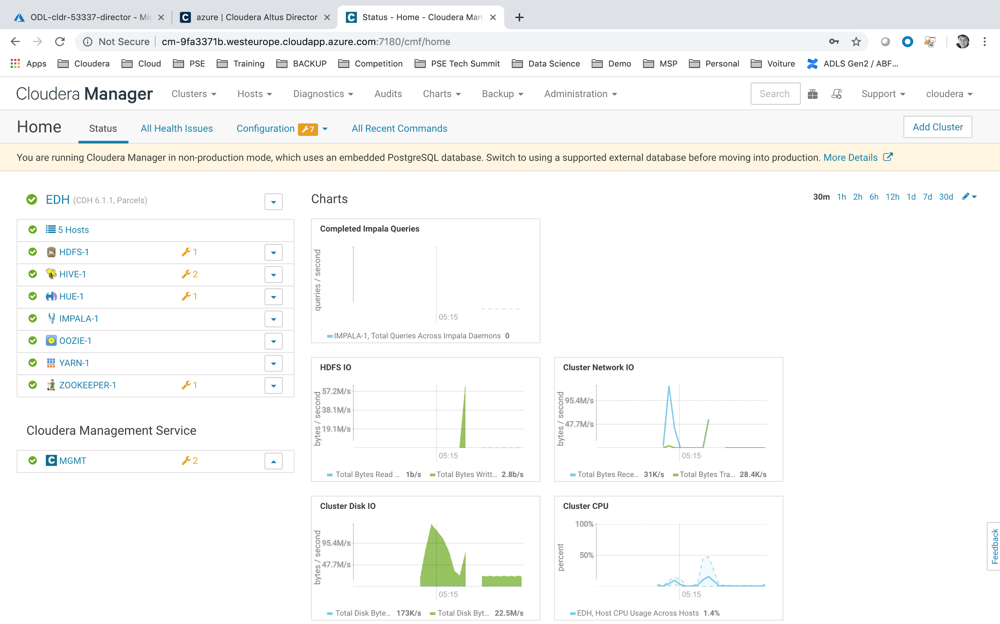 ODL-cldr-53337-director - Mic
azure | Cloudera Altus Director
Status - Home - Cloudera Man
Not Secure
cm-9fa3371b.westeurope.cloudapp.azure.com:7180/cmf/home
Apps Cloudera Cloud PSE Training BACKUP Competition PSE Tech Summit Data Science Demo MSP Personal Voiture ADLS Gen2 / ABF...
Cloudera Manager Clusters Hosts Diagnostics Audits Charts Backup Administration Search Support cloudera
Home Status All Health Issues Configuration 7 All Recent Commands Add Cluster
You are running Cloudera Manager in non-production mode, which uses an embedded PostgreSQL database. Switch to using a supported external database before moving into production. More Details
EDH (CDH 6.1.1, Parcels)
5 Hosts
HDFS-1 1
HIVE-1 2
HUE-1 1
IMPALA-1
OOZIE-1
YARN-1
ZOOKEEPER-1 1
Cloudera Management Service
C MGMT 2
Charts
30m 1h 2h 6h 12h 1d 7d 30d
Completed Impala Queries
queries / second
05:15
IMPALA-1, Total Queries Across Impala Daemons 0
HDFS IO
bytes / second
57.2M/s
38.1M/s
19.1M/s
05:15
Total Bytes Read ... 1b/s Total Bytes Writt... 2.8b/s
Cluster Network IO
bytes / second
95.4M/s
47.7M/s
05:15
Total Bytes Rece... 31K/s Total Bytes Tra... 28.4K/s
Cluster Disk IO
bytes / second
95.4M/s
47.7M/s
05:15
Total Disk Byte... 173K/s Total Disk Byt... 22.5M/s
Cluster CPU
percent
100%
50%
05:15
EDH, Host CPU Usage Across Hosts 1.4%
Feedback